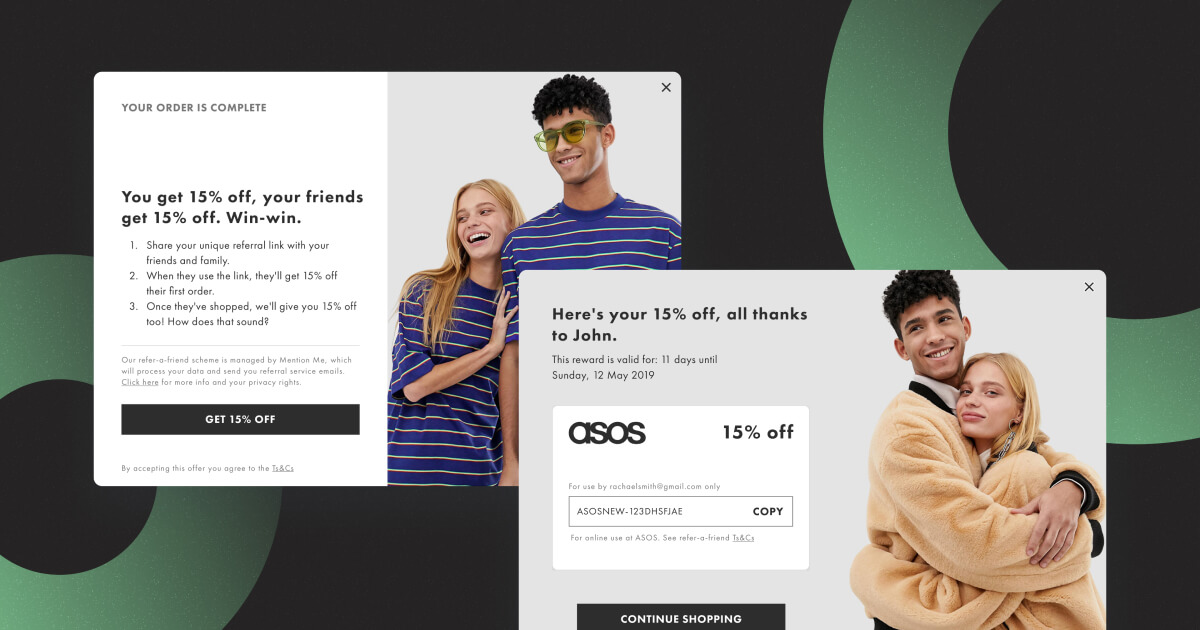 YOUR ORDER IS COMPLETE
You get 15% off, your friends
get 15% off. Win-win.
1. Share your unique referral link with your
friends and family.
2. When they use the link, they'll get 15% off
their first order.
3. Once they've shopped, we'll give you 15% off
too! How does that sound?
Our refer-a-friend scheme is managed by Mention Me, which
will process your data and send you referral service emails.
Click here for more info and your privacy rights.
GET 15% OFF
By accepting this offer you agree to the Ts&Cs
Here's your 15% off, all thanks
to John.
This reward is valid for: 11 days until
Sunday, 12 May 2019
asos
15% off
For use by rachaelsmith@gmail.com only
ASOSNEW-123DHSFJAE
COPY
For online use at ASOS. See refer-a-friend Ts&Cs
CONTINUE SHOPPING